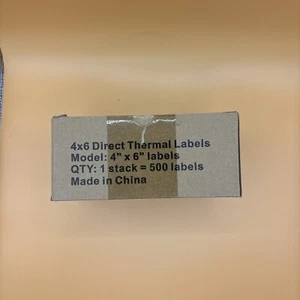 4x6 Direct Thermal Labels
Model: 4" x 6" labels
QTY: 1 stack = 500 labels
Made in China